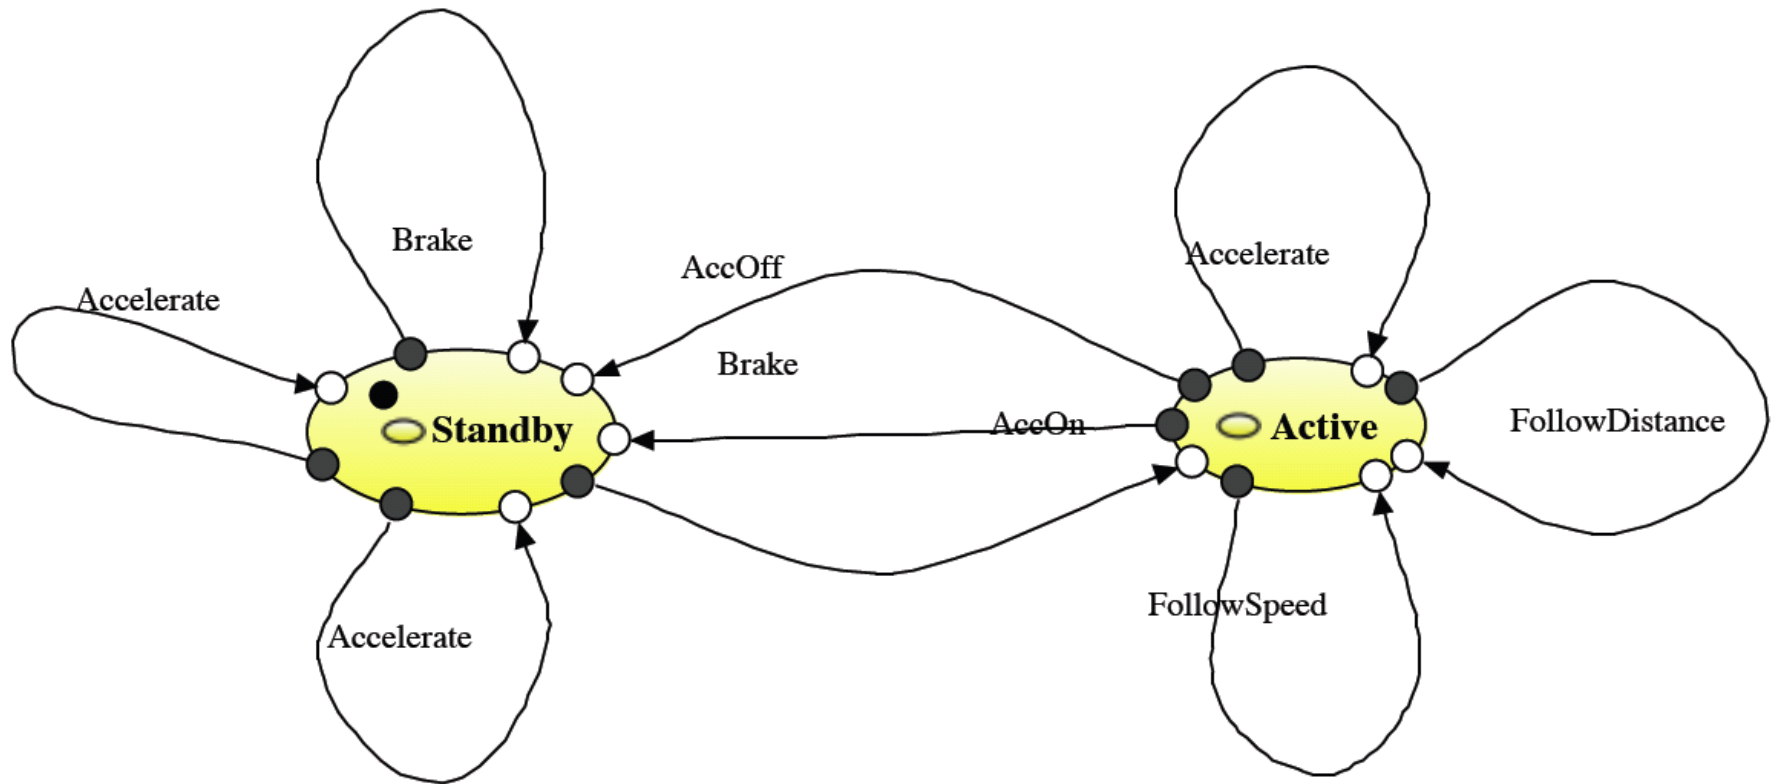 Brake
Accelerate
AccOff
Accelerate
Brake
AccOn
Standby
Active
FollowDistance
FollowSpeed
Accelerate